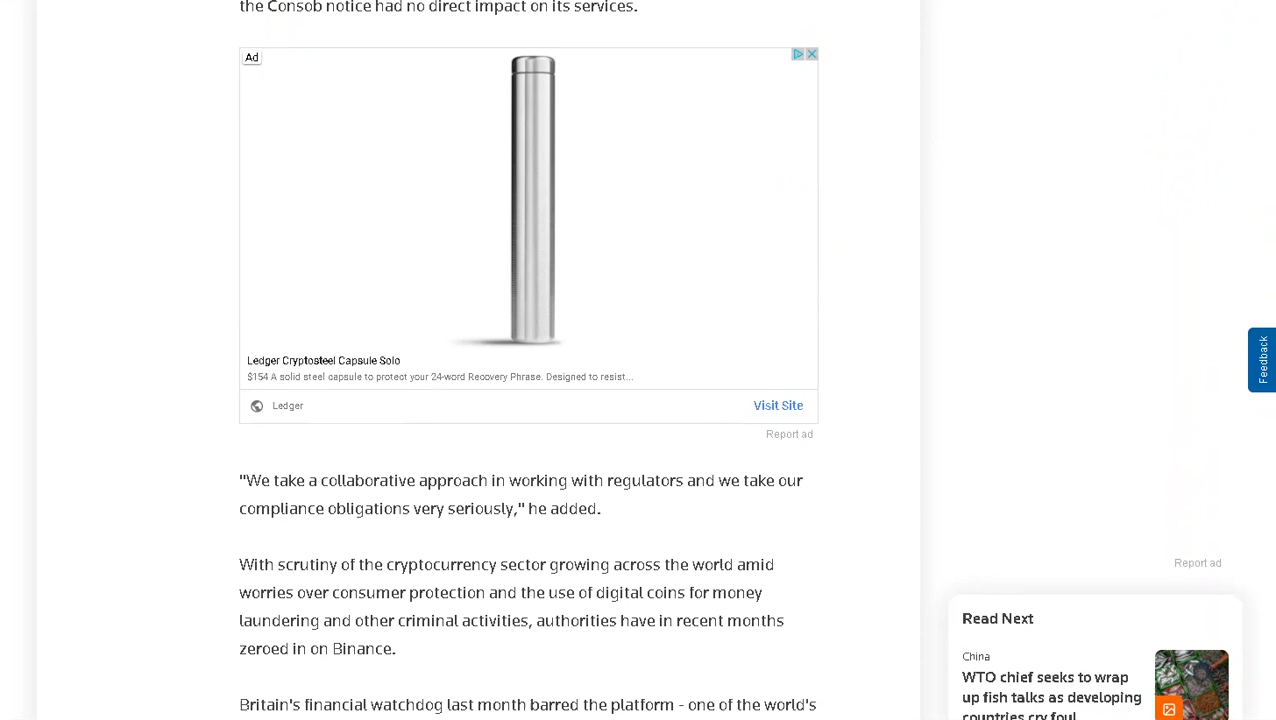 the Consob notice had no direct impact on its services.
Ad
Ledger Cryptosteel Capsule Solo
$154 A solid steel capsule to protect your 24-word Recovery Phrase. Designed to resist...
Ledger
Visit Site
Report ad
"We take a collaborative approach in working with regulators and we take our
compliance obligations very seriously," he added.
With scrutiny of the cryptocurrency sector growing across the world amid
worries over consumer protection and the use of digital coins for money
laundering and other criminal activities, authorities have in recent months
zeroed in on Binance.
Britain's financial watchdog last month barred the platform - one of the world's
Feedback
Report ad
Read Next
China
WTO chief seeks to wrap
up fish talks as developing
countries cry foul